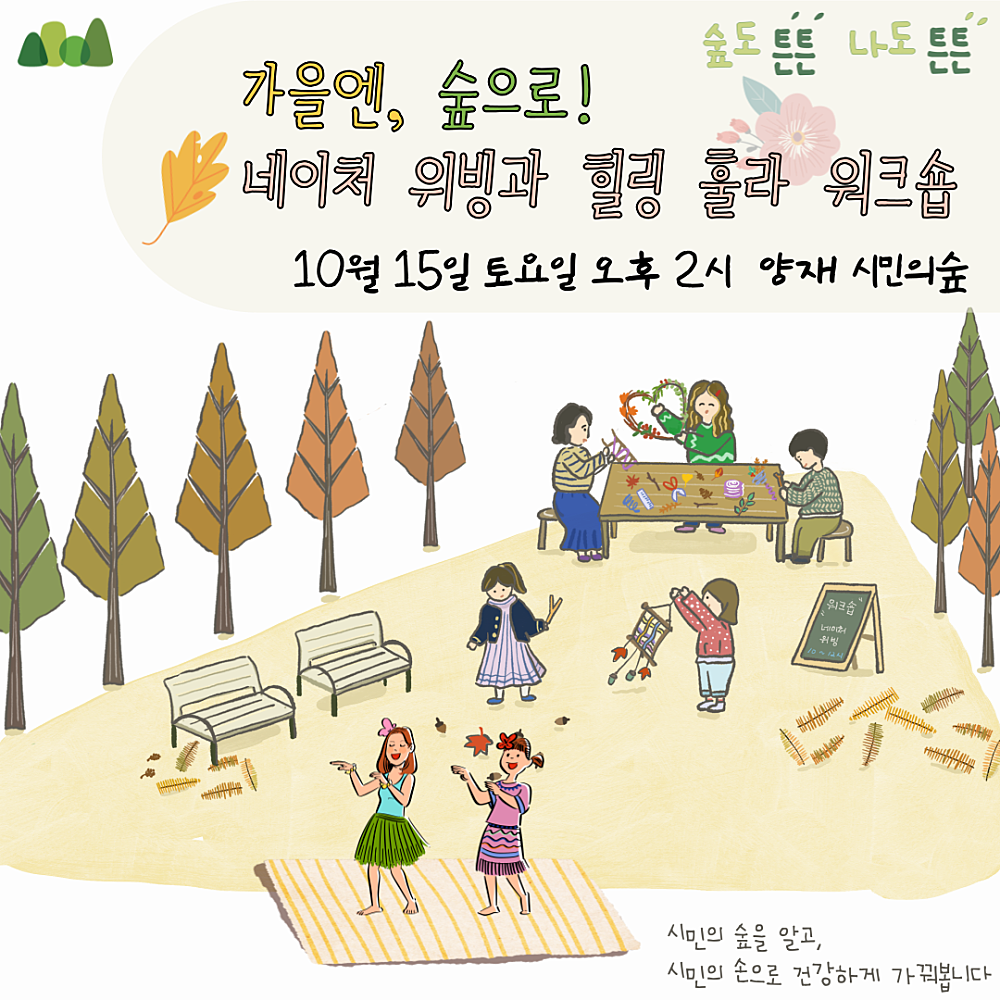 숲도 튼튼 나도 튼튼
가을엔, 숲으로!
네이처 위빙과 힐링 훌라 워크숍
10월 15일 토요일 오후 2시 양재 시민의숲
워크숍
네이처
위빙
시민의 숲을 알고,
시민의 손으로 건강하게 가꿔봅니다